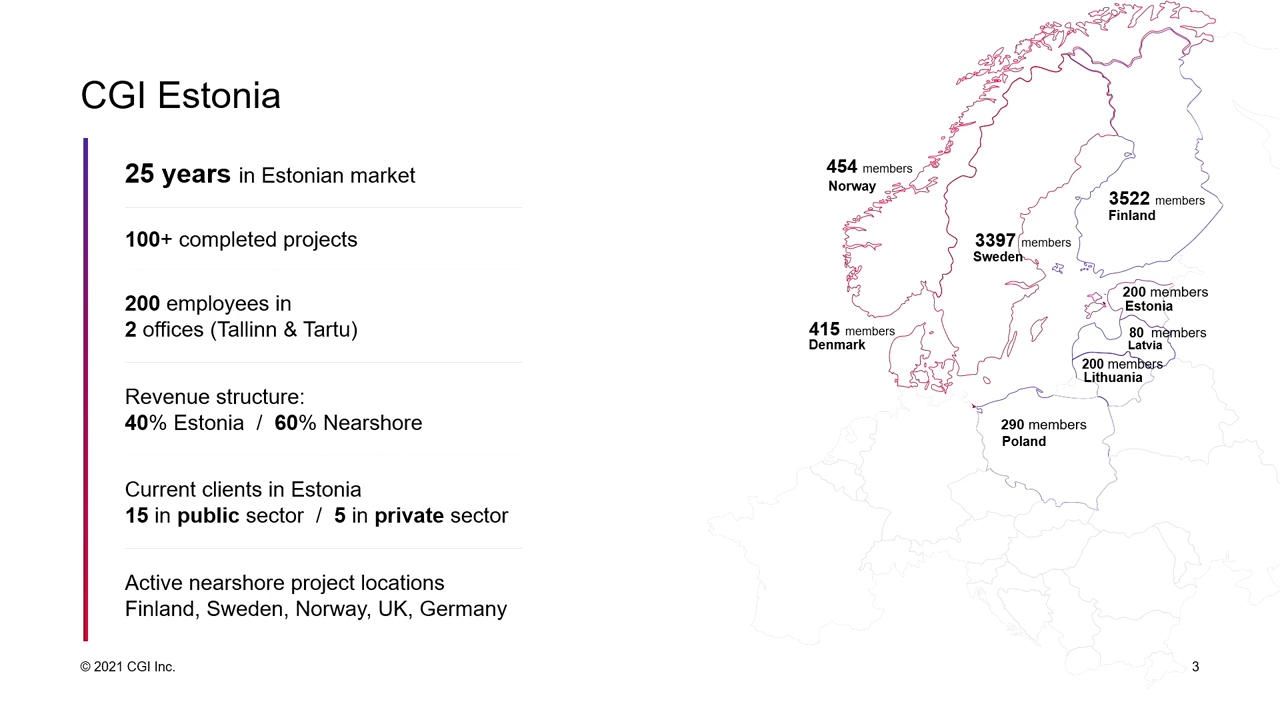 CGI Estonia
25 years in Estonian market
100+ completed projects
200 employees in
2 offices (Tallinn & Tartu)
Revenue structure:
40% Estonia / 60% Nearshore
Current clients in Estonia
15 in public sector / 5 in private sector
Active nearshore project locations
Finland, Sweden, Norway, UK, Germany
454 members
Norway
3522 members
Finland
3397 members
Sweden
200 members
Estonia
415 members
Denmark
80 members
Latvia
200 members
Lithuania
290 members
Poland
© 2021 CGI Inc.
3